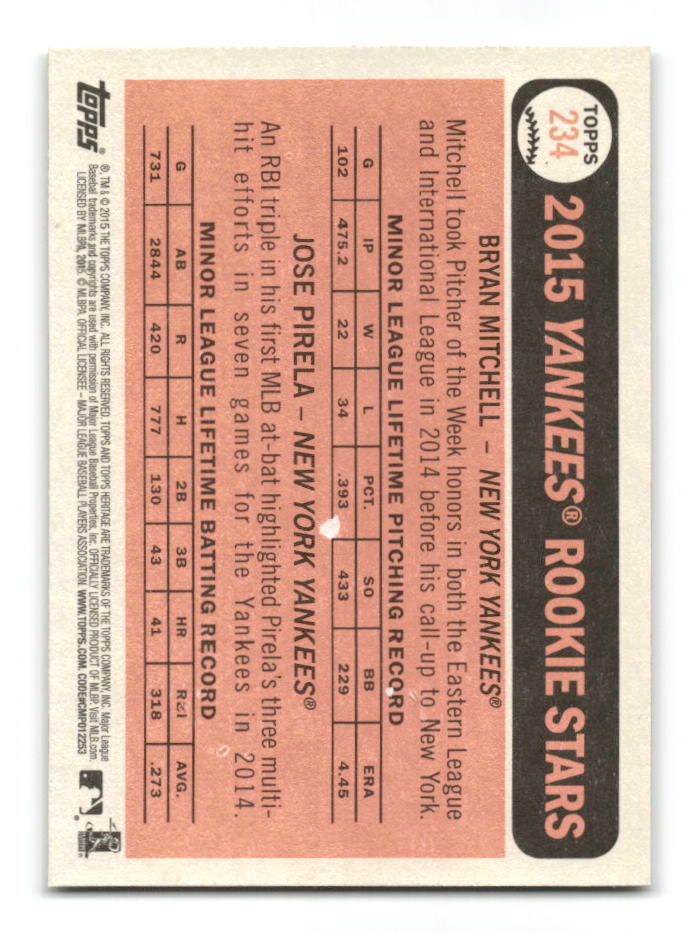 TOPPS
234
2015 YANKEES® ROOKIE STARS
BRYAN MITCHELL – NEW YORK YANKEES®
Mitchell took Pitcher of the Week honors in both the Eastern League
and International League in 2014 before his call-up to New York.
MINOR LEAGUE LIFETIME PITCHING RECORD
G IP W L PCT. SO BB ERA
102 475.2 22 34 .393 433 229 4.45
JOSE PIRELA – NEW YORK YANKEES®
An RBI triple in his first MLB at-bat highlighted Pirela's three multi-
hit efforts in seven games for the Yankees in 2014.
MINOR LEAGUE LIFETIME BATTING RECORD
G AB R H 2B 3B HR RBI AVG.
731 2844 420 777 130 43 41 318 .273
topps®
®, TM & © 2015 THE TOPPS COMPANY, INC. ALL RIGHTS RESERVED. TOPPS AND TOPPS HERITAGE ARE TRADEMARKS OF THE TOPPS COMPANY, INC. Major League
Baseball trademarks and copyrights are used with permission of Major League Baseball Properties, Inc. OFFICIALLY LICENSED PRODUCT OF MLBP. Visit MLB.com.
LICENSED BY MLBPA, 2015. © MLBPA. OFFICIAL LICENSEE – MAJOR LEAGUE BASEBALL PLAYERS ASSOCIATION. WWW.TOPPS.COM. CODE#CMP012253